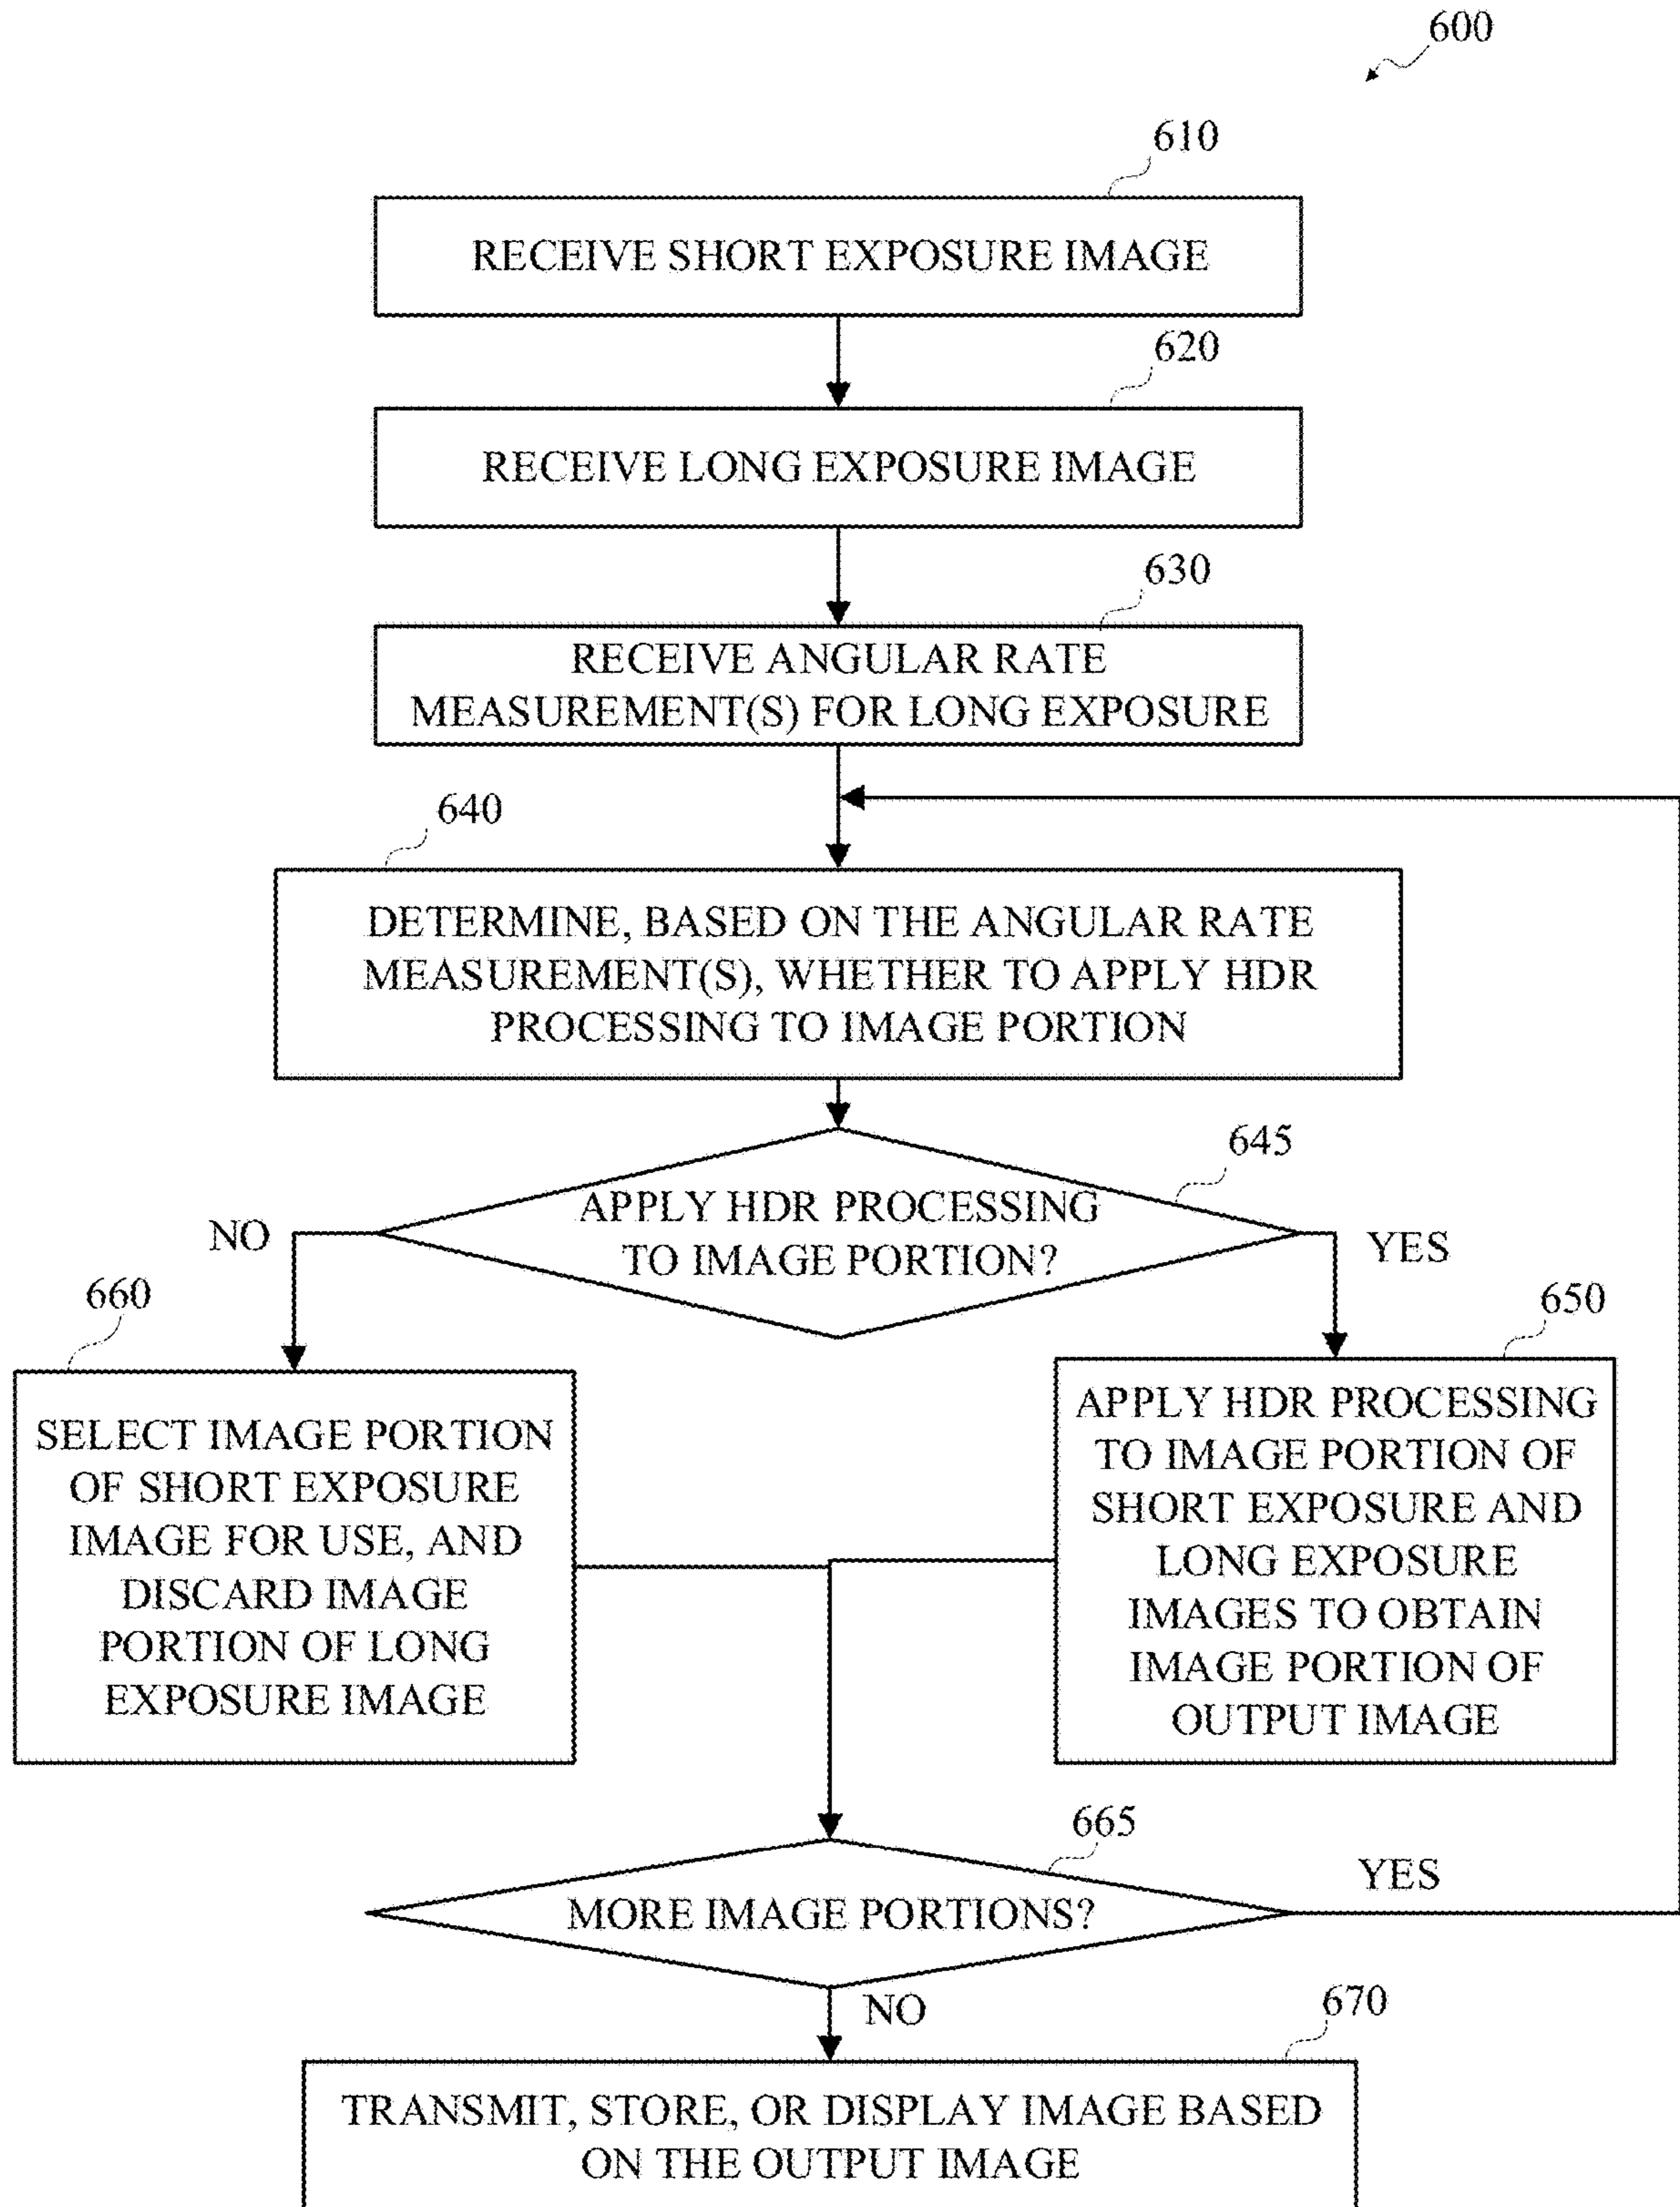 600
610
RECEIVE SHORT EXPOSURE IMAGE
620
RECEIVE LONG EXPOSURE IMAGE
630
RECEIVE ANGULAR RATE
MEASUREMENT(S) FOR LONG EXPOSURE
640
DETERMINE, BASED ON THE ANGULAR RATE
MEASUREMENT(S), WHETHER TO APPLY HDR
PROCESSING TO IMAGE PORTION
645
APPLY HDR PROCESSING
TO IMAGE PORTION?
NO
YES
660
SELECT IMAGE PORTION
OF SHORT EXPOSURE
IMAGE FOR USE, AND
DISCARD IMAGE
PORTION OF LONG
EXPOSURE IMAGE
650
APPLY HDR PROCESSING
TO IMAGE PORTION OF
SHORT EXPOSURE AND
LONG EXPOSURE
IMAGES TO OBTAIN
IMAGE PORTION OF
OUTPUT IMAGE
665
MORE IMAGE PORTIONS?
YES
NO
670
TRANSMIT, STORE, OR DISPLAY IMAGE BASED
ON THE OUTPUT IMAGE